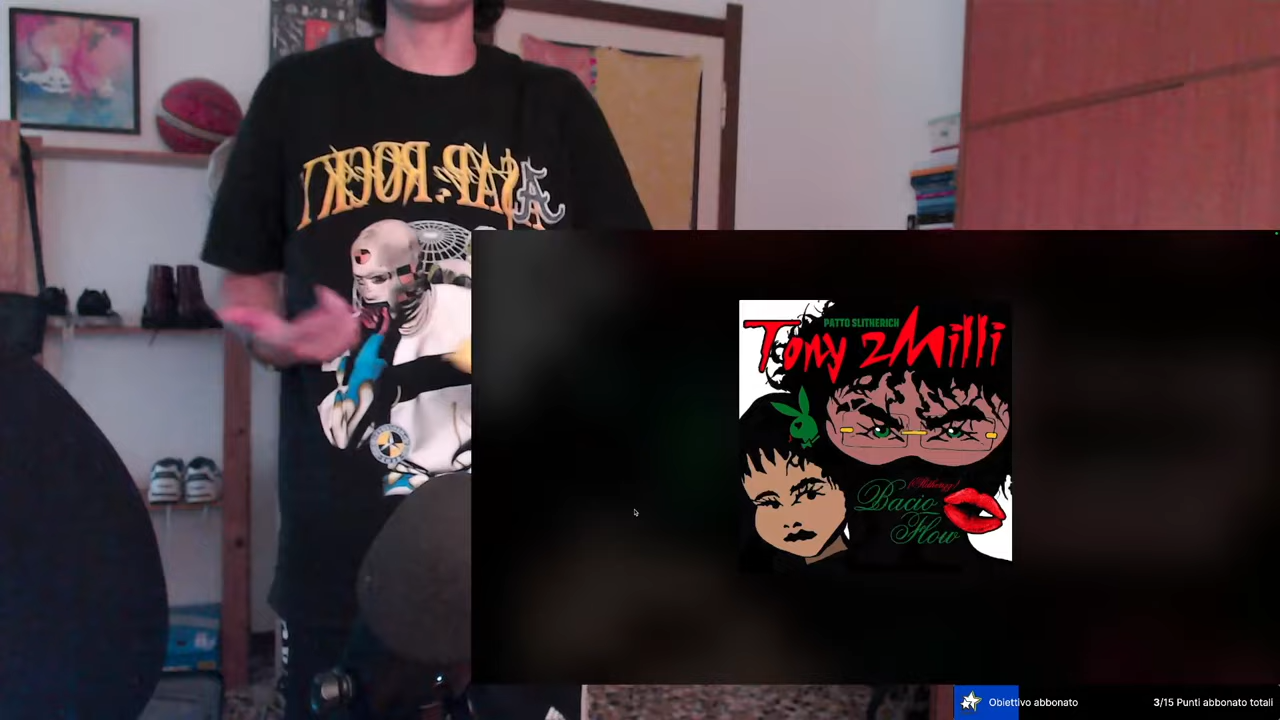 A$AP ROCKY
PATTO SLITHERICH
Tony 2Milli
Bacio
Flow
Obiettivo abbonato
3/15 Punti abbonato totali